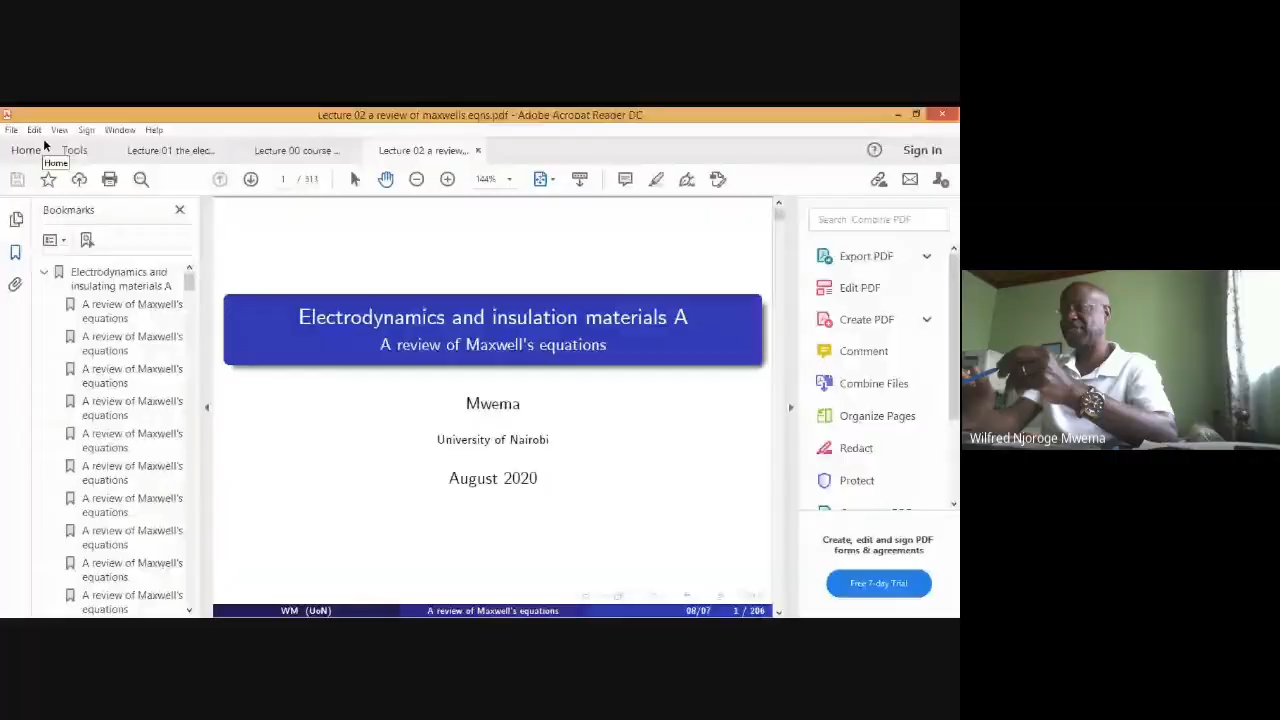 Lecture 02 a review of maxwells eqns.pdf - Adobe Acrobat Reader DC
File Edit View Sign Window Help
Home Tools Lecture 01 the elec... Lecture 00 course ... Lecture 02 a review... Sign In
Home
1 / 313 144%
Bookmarks
Electrodynamics and
insulating materials A
A review of Maxwell's
equations
A review of Maxwell's
equations
A review of Maxwell's
equations
A review of Maxwell's
equations
A review of Maxwell's
equations
A review of Maxwell's
equations
A review of Maxwell's
equations
A review of Maxwell's
equations
A review of Maxwell's
equations
A review of Maxwell's
equations
Electrodynamics and insulation materials A
A review of Maxwell's equations
Mwema
University of Nairobi
August 2020
WM (UoN) A review of Maxwell's equations 08/07 1 / 206
Search 'Combine PDF'
Export PDF
Edit PDF
Create PDF
Comment
Combine Files
Organize Pages
Redact
Protect
Create, edit and sign PDF
forms & agreements
Free 7-day Trial
Wilfred Njoroge Mwema